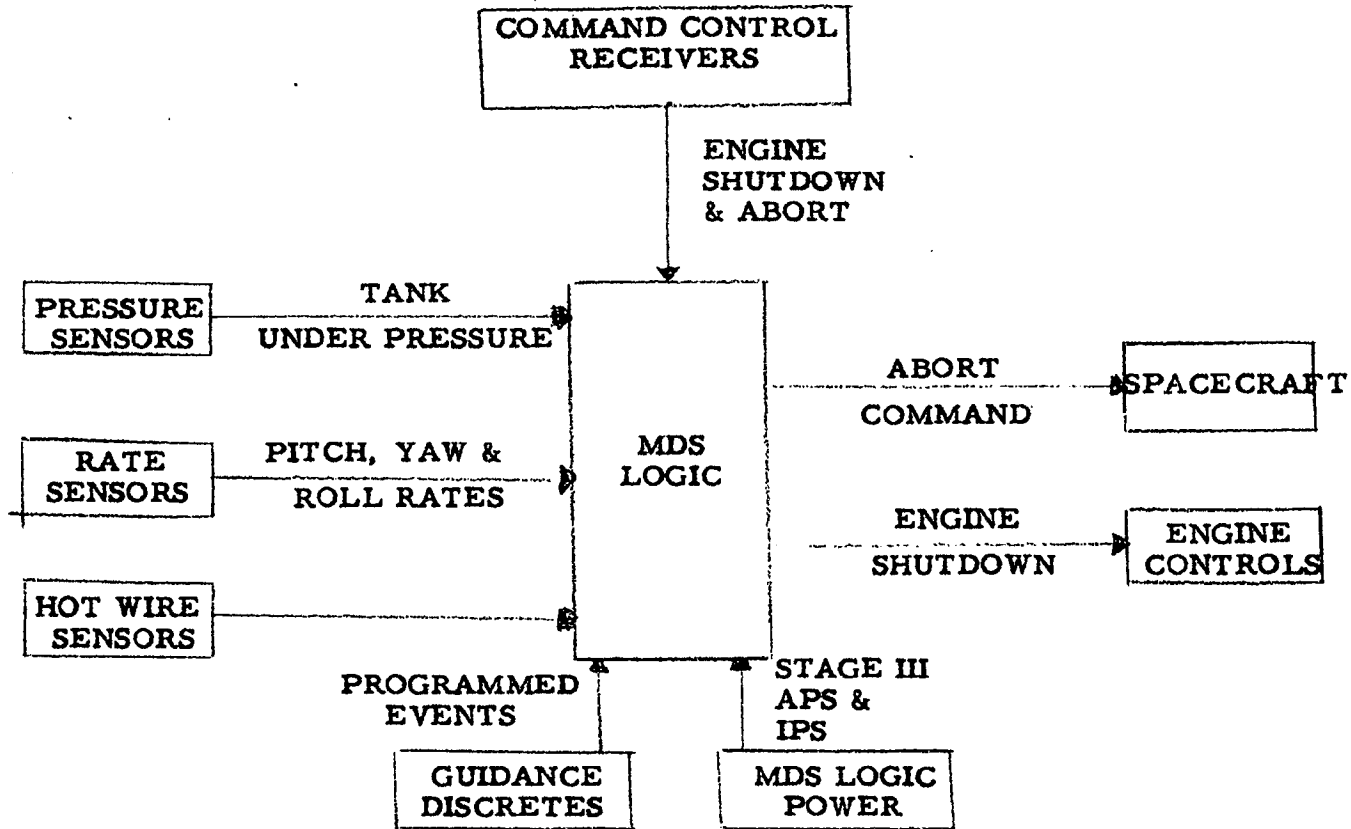 COMMAND CONTROL
RECEIVERS
ENGINE
SHUTDOWN
& ABORT
PRESSURE
SENSORS
TANK
UNDER PRESSURE
RATE
SENSORS
PITCH, YAW &
ROLL RATES
HOT WIRE
SENSORS
MDS
LOGIC
ABORT
COMMAND
SPACECRAFT
ENGINE
SHUTDOWN
ENGINE
CONTROLS
PROGRAMMED
EVENTS
STAGE III
APS &
IPS
GUIDANCE
DISCRETES
MDS LOGIC
POWER